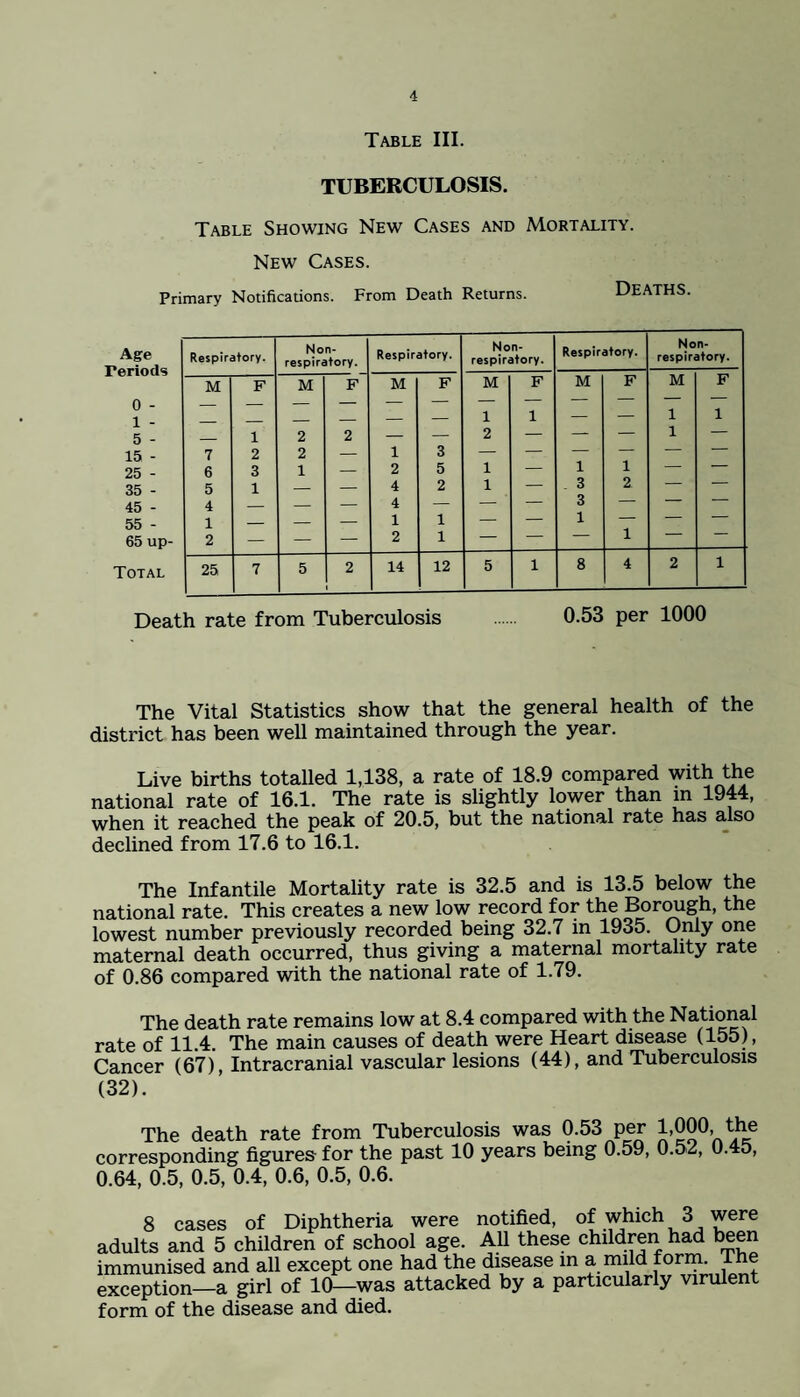 4
Table III.
TUBERCULOSIS.
Table Showing New Cases and Mortality.
New Cases.
Primary Notifications. From Death Returns. Deaths.
Age Periods | Respiratory. | Non-respiratory. | Respiratory. | Non-respiratory. | Respiratory. | Non-respiratory.
M F M F M F M F M F M F
0 - — — — — — — — — — — — —
1 - — — — — — — 1 1 — — 1 1
5 - — 1 2 2 — — 2 — — — 1 —
15 - 7 2 2 — 1 3 — — — — — —
25 - 6 3 1 — 2 5 1 — 1 1 — —
35 - 5 1 — — 4 2 1 — 3 2 — —
45 - 4 — — — 4 — — — 3 — — —
55 - 1 — — — 1 1 — — 1 — — —
65 up- 2 — — — 2 1 — — — 1 — —
Total 25 7 5 2 14 12 5 1 8 4 2 1
Death rate from Tuberculosis ...... 0.53 per 1000
The Vital Statistics show that the general health of the
district has been well maintained through the year.
Live births totalled 1,138, a rate of 18.9 compared with the
national rate of 16.1. The rate is slightly lower than in 1944,
when it reached the peak of 20.5, but the national rate has also
declined from 17.6 to 16.1.
The Infantile Mortality rate is 32.5 and is 13.5 below the
national rate. This creates a new low record for the Borough, the
lowest number previously recorded being 32.7 in 1935. Only one
maternal death occurred, thus giving a maternal mortality rate
of 0.86 compared with the national rate of 1.79.
The death rate remains low at 8.4 compared with the National
rate of 11.4. The main causes of death were Heart disease (155),
Cancer (67), Intracranial vascular lesions (44), and Tuberculosis
(32).
The death rate from Tuberculosis was 0.53 per 1,000, the
corresponding figures for the past 10 years being 0.59, 0.52, 0.45,
0.64, 0.5, 0.5, 0.4, 0.6, 0.5, 0.6.
8 cases of Diphtheria were notified, of which 3 were
adults and 5 children of school age. All these children had been
immunised and all except one had the disease in a mild form. The
exception—a girl of 10—was attacked by a particularly virulent
form of the disease and died.